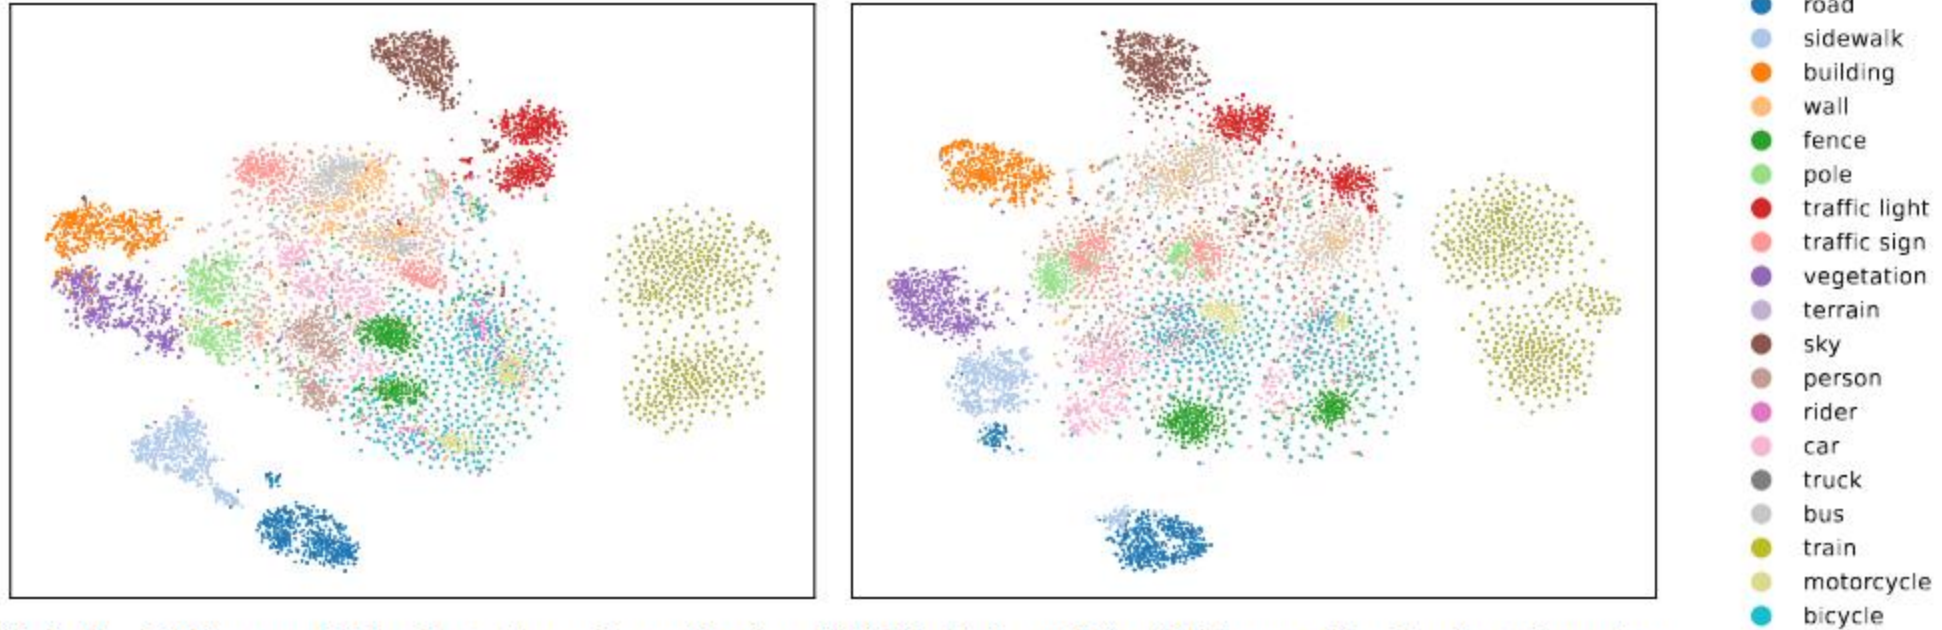 road
sidewalk
building
wall
fence
pole
traffic light
traffic sign
vegetation
terrain
sky
person
rider
car
truck
bus
train
motorcycle
bicycle